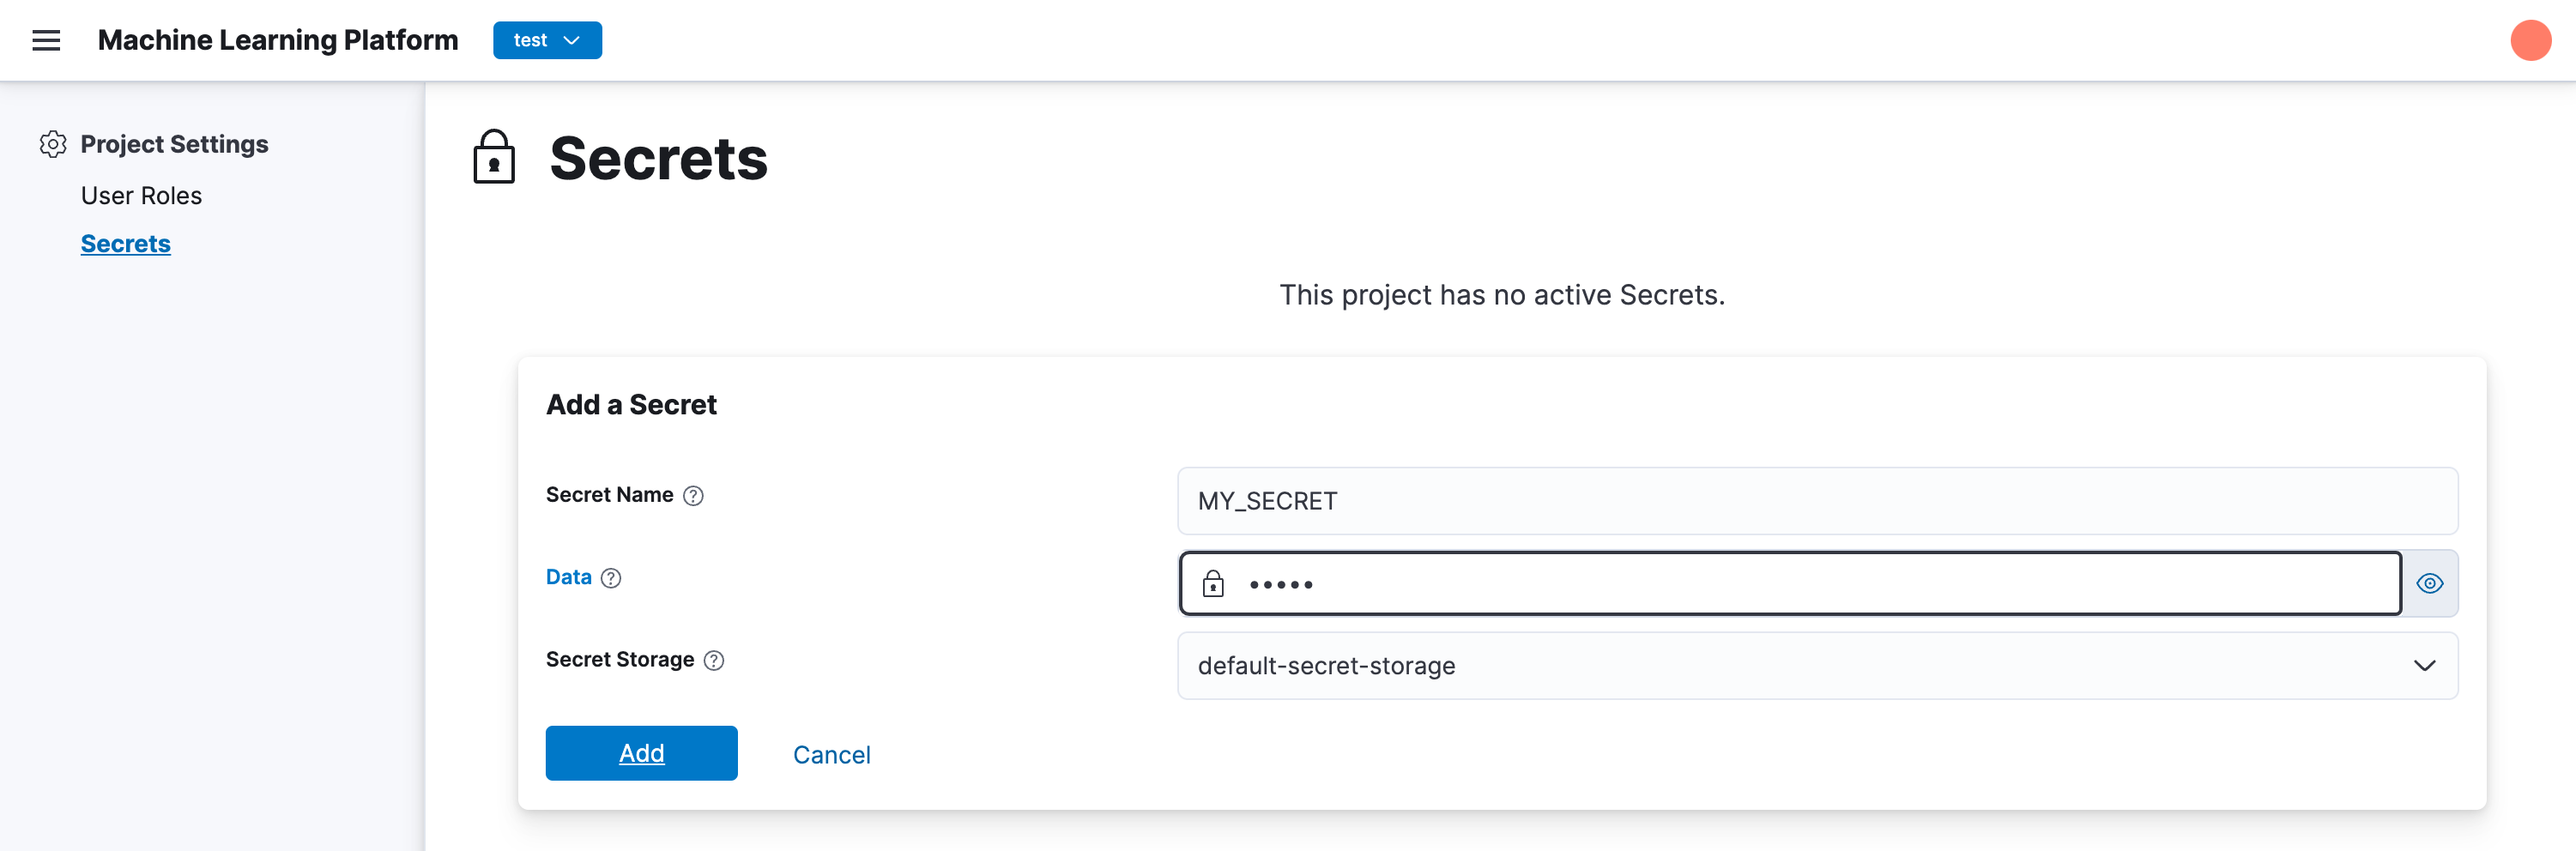 Machine Learning Platform test
Project Settings
User Roles
Secrets
Secrets
This project has no active Secrets.
Add a Secret
Secret Name ?
MY_SECRET
Data ?
•••••
Secret Storage ?
default-secret-storage
Add Cancel